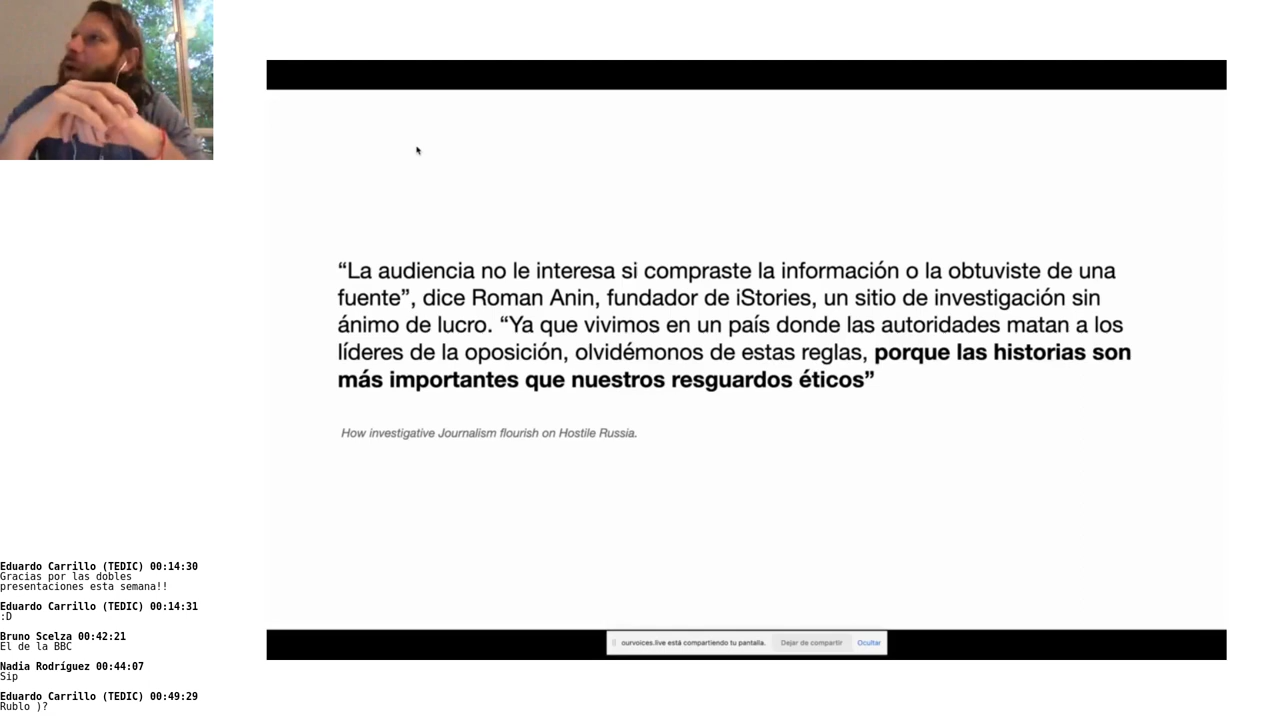 “La audiencia no le interesa si compraste la información o la obtuviste de una
fuente”, dice Roman Anin, fundador de iStories, un sitio de investigación sin
ánimo de lucro. “Ya que vivimos en un país donde las autoridades matan a los
líderes de la oposición, olvidémonos de estas reglas, porque las historias son
más importantes que nuestros resguardos éticos”
How investigative Journalism flourish on Hostile Russia.
ourvoices.live está compartiendo tu pantalla. Dejar de compartir Ocultar
Eduardo Carrillo (TEDIC) 00:14:30
Gracias por las dobles
presentaciones esta semana!!
Eduardo Carrillo (TEDIC) 00:14:31
:D
Bruno Scelza 00:42:21
El de la BBC
Nadia Rodríguez 00:44:07
Sip
Eduardo Carrillo (TEDIC) 00:49:29
Rublo )?